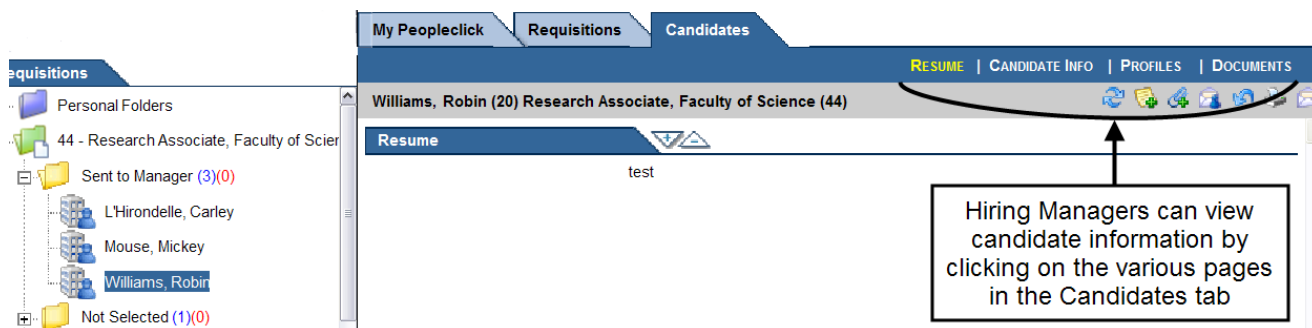 My Peopleclick Requisitions Candidates
RESUME | CANDIDATE INFO | PROFILES | DOCUMENTS
equisitions
Personal Folders
Williams, Robin (20) Research Associate, Faculty of Science (44)
44 - Research Associate, Faculty of Scier
Resume
test
Sent to Manager (3)(0)
L'Hirondelle, Carley
Mouse, Mickey
Williams, Robin
Not Selected (1)(0)
Hiring Managers can view
candidate information by
clicking on the various pages
in the Candidates tab